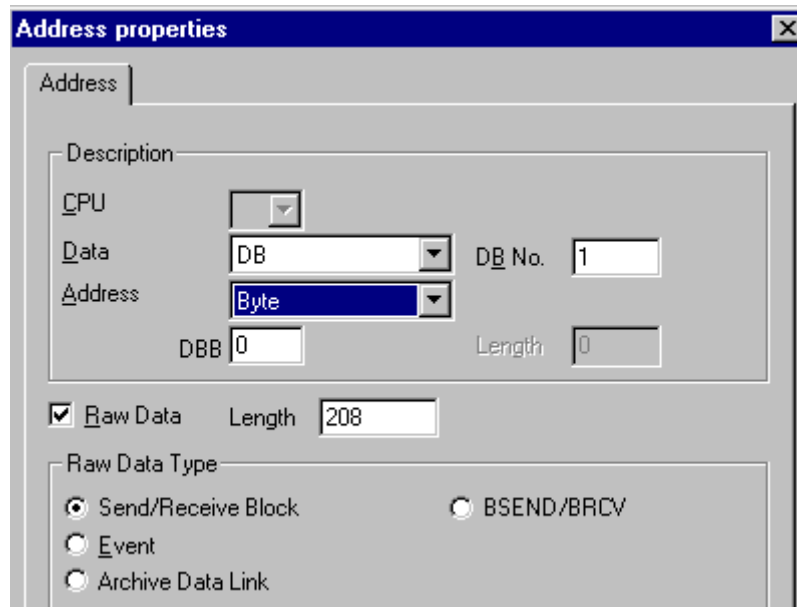 Address properties
Address
Description
CPU
Data DB DB No. 1
Address Byte
DBB 0 Length 0
Raw Data Length 208
Raw Data Type
Send/Receive Block BSEND/BRCV
Event
Archive Data Link